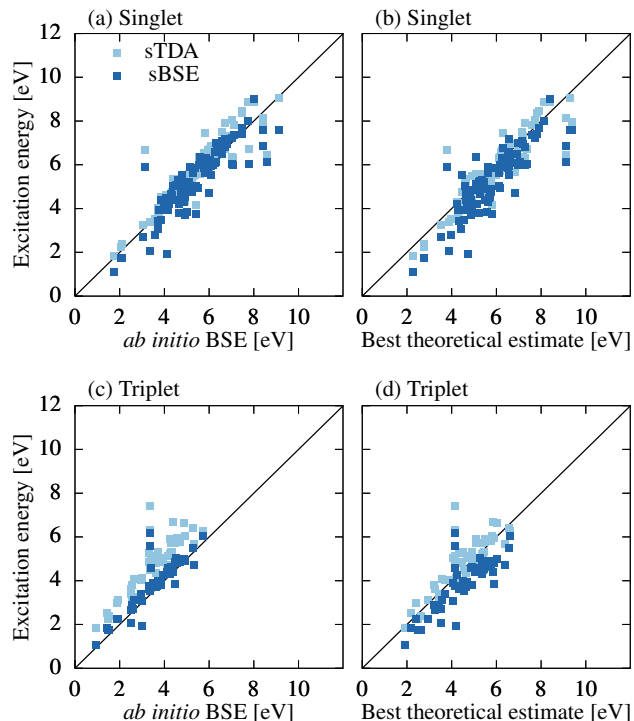 (a) Singlet
(b) Singlet
sTDA
sBSE
Excitation energy [eV]
12
10
8
6
4
2
0
0 2 4 6 8 10
0 2 4 6 8 10 12
ab initio BSE [eV]
Best theoretical estimate [eV]
(c) Triplet
(d) Triplet
Excitation energy [eV]
12
10
8
6
4
2
0
0 2 4 6 8 10
0 2 4 6 8 10 12
ab initio BSE [eV]
Best theoretical estimate [eV]